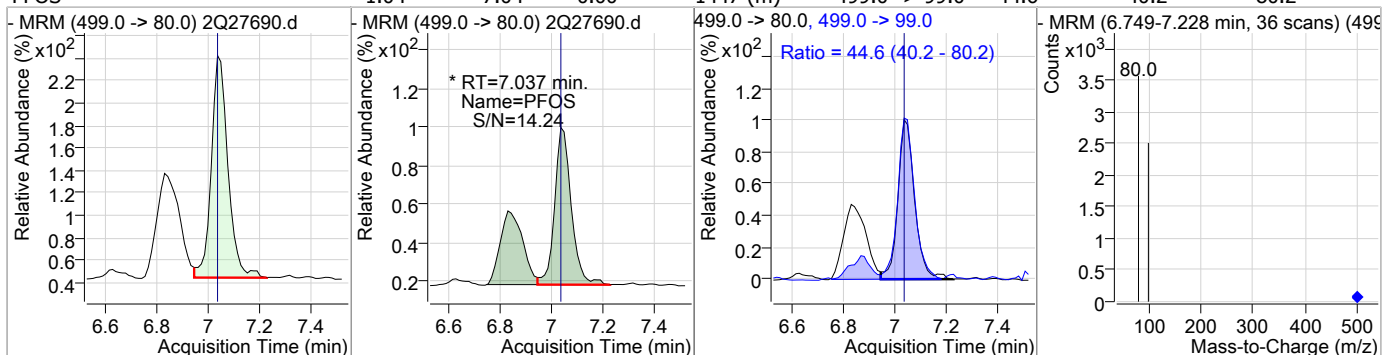 - MRM (499.0 -> 80.0) 2Q27690.d
Relative Abundance (%)
x10²
2.2
2
1.8
1.6
1.4
1.2
1
0.8
0.6
0.4
6.6 6.8 7 7.2 7.4
Acquisition Time (min)
- MRM (499.0 -> 80.0) 2Q27690.d
Relative Abundance (%)
x10²
* RT=7.037 min.
Name=PFOS
S/N=14.24
1.2
1
0.8
0.6
0.4
0.2
6.6 6.8 7 7.2 7.4
Acquisition Time (min)
499.0 -> 80.0, 499.0 -> 99.0
Relative Abundance (%)
x10²
Ratio = 44.6 (40.2 - 80.2)
1.2
1
0.8
0.6
0.4
0.2
0
6.6 6.8 7 7.2 7.4
Acquisition Time (min)
- MRM (6.749-7.228 min, 36 scans) (499
Counts
x10³
80.0
3.5
3
2.5
2
1.5
1
0.5
0
100 200 300 400 500
Mass-to-Charge (m/z)